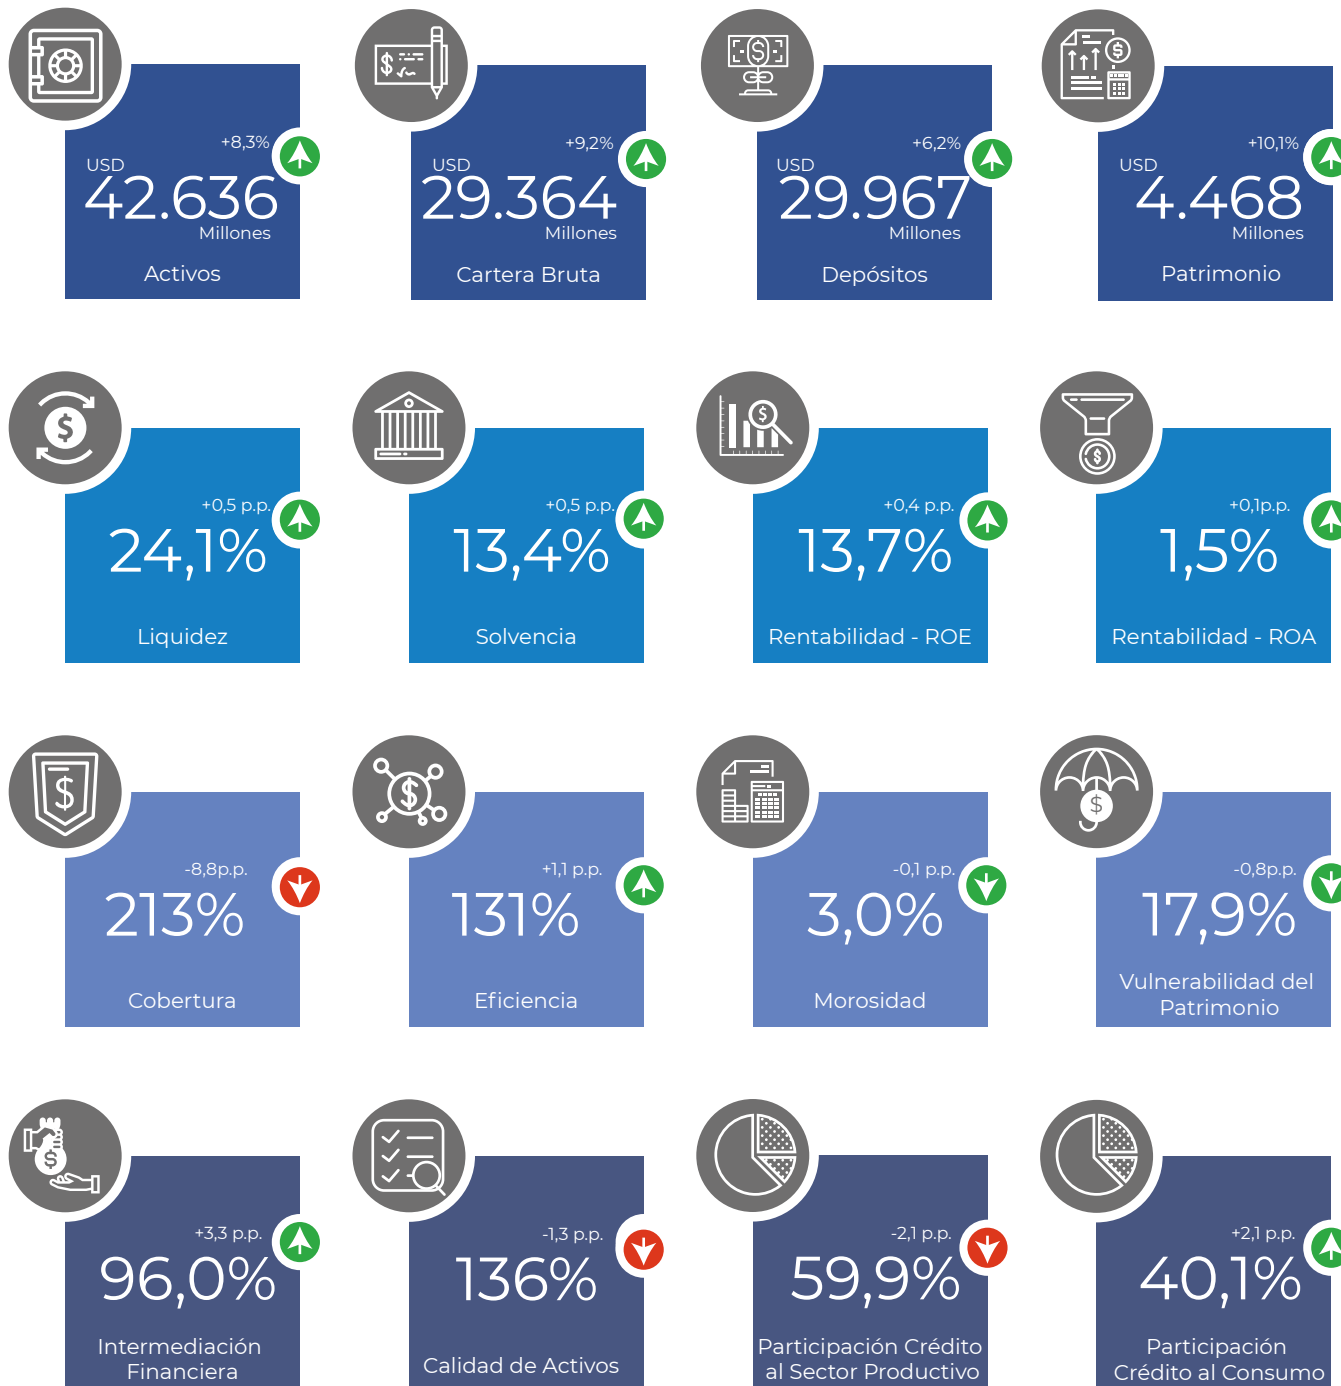 +8,3%
USD
42.636
Millones
Activos
+9,2%
USD
29.364
Millones
Cartera Bruta
+6,2%
USD
29.967
Millones
Depósitos
+10,1%
USD
4.468
Millones
Patrimonio
+0,5 p.p.
24,1%
Liquidez
+0,5 p.p.
13,4%
Solvencia
+0,4 p.p.
13,7%
Rentabilidad - ROE
+0,1p.p.
1,5%
Rentabilidad - ROA
-8,8p.p.
213%
Cobertura
+1,1 p.p.
131%
Eficiencia
-0,1 p.p.
3,0%
Morosidad
-0,8p.p.
17,9%
Vulnerabilidad del
Patrimonio
+3,3 p.p.
96,0%
Intermediación
Financiera
-1,3 p.p.
136%
Calidad de Activos
-2,1 p.p.
59,9%
Participación Crédito
al Sector Productivo
+2,1 p.p.
40,1%
Participación
Crédito al Consumo